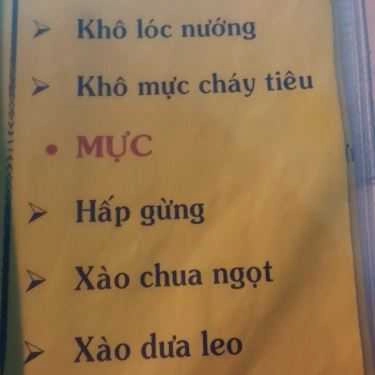 Khô lóc nướng
Khô mực cháy tiêu
MỰC
Hấp gừng
Xào chua ngọt
Xào dưa leo